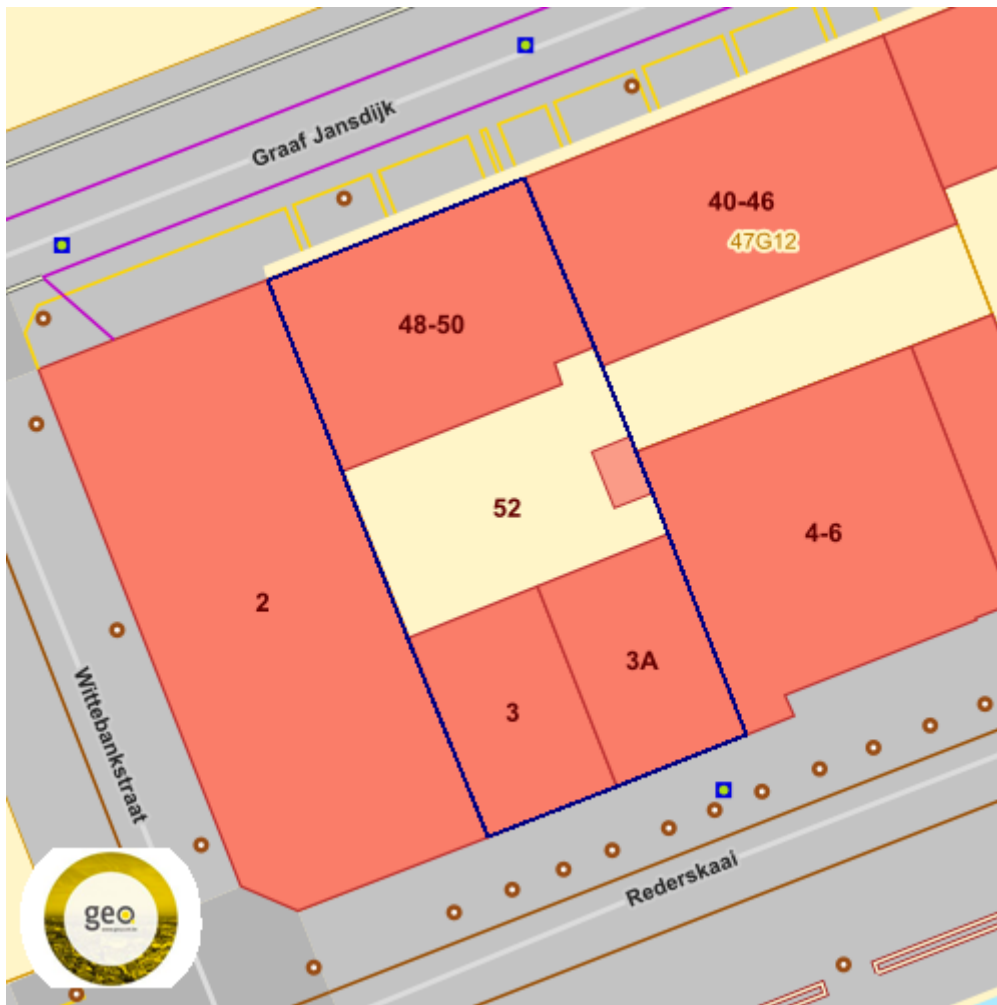 Graaf Jansdijk
40-46
47G12
48-50
52
4-6
2
3A
3
Wittebankstraat
Rederskaai
geo.